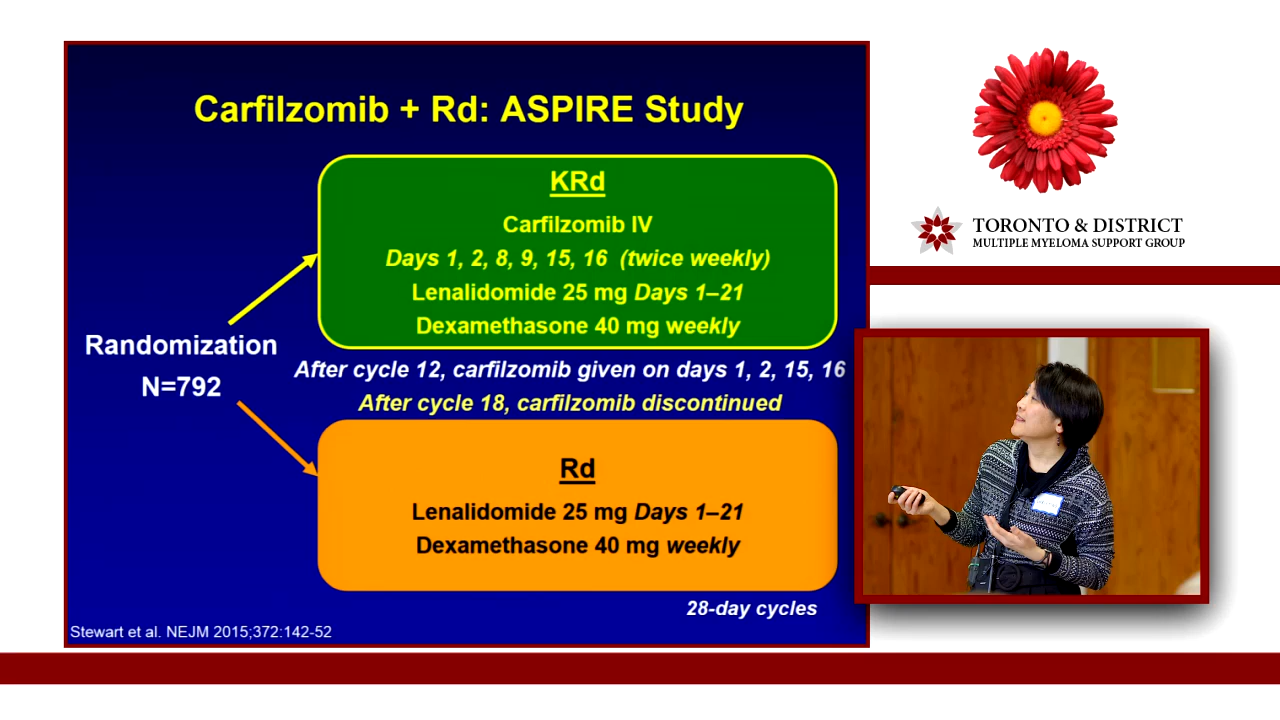 Carfilzomib + Rd: ASPIRE Study
KRd
Carfilzomib IV
Days 1, 2, 8, 9, 15, 16 (twice weekly)
Lenalidomide 25 mg Days 1–21
Dexamethasone 40 mg weekly
Randomization
N=792
After cycle 12, carfilzomib given on days 1, 2, 15, 16
After cycle 18, carfilzomib discontinued
Rd
Lenalidomide 25 mg Days 1–21
Dexamethasone 40 mg weekly
28-day cycles
Stewart et al. NEJM 2015;372:142-52
TORONTO & DISTRICT
MULTIPLE MYELOMA SUPPORT GROUP